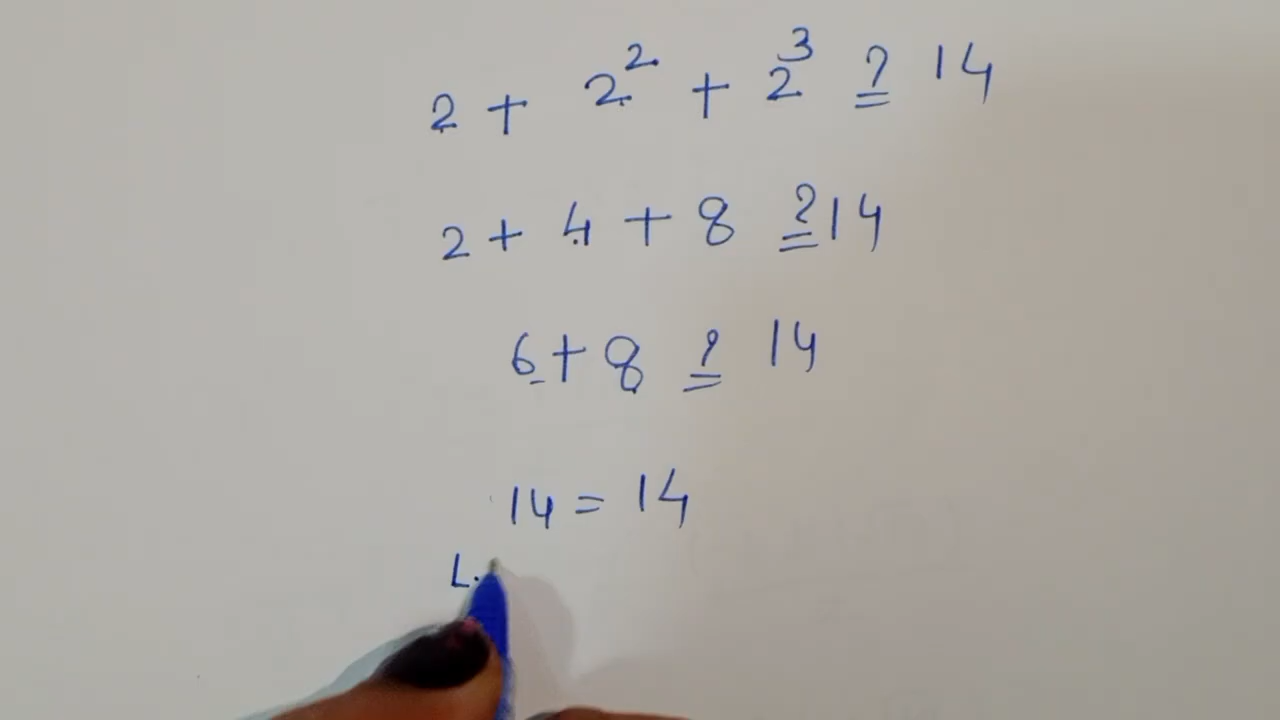 2 + 2² + 2³ ≟ 14
2 + 4 + 8 ≟ 14
6 + 8 ≟ 14
14 = 14
L.